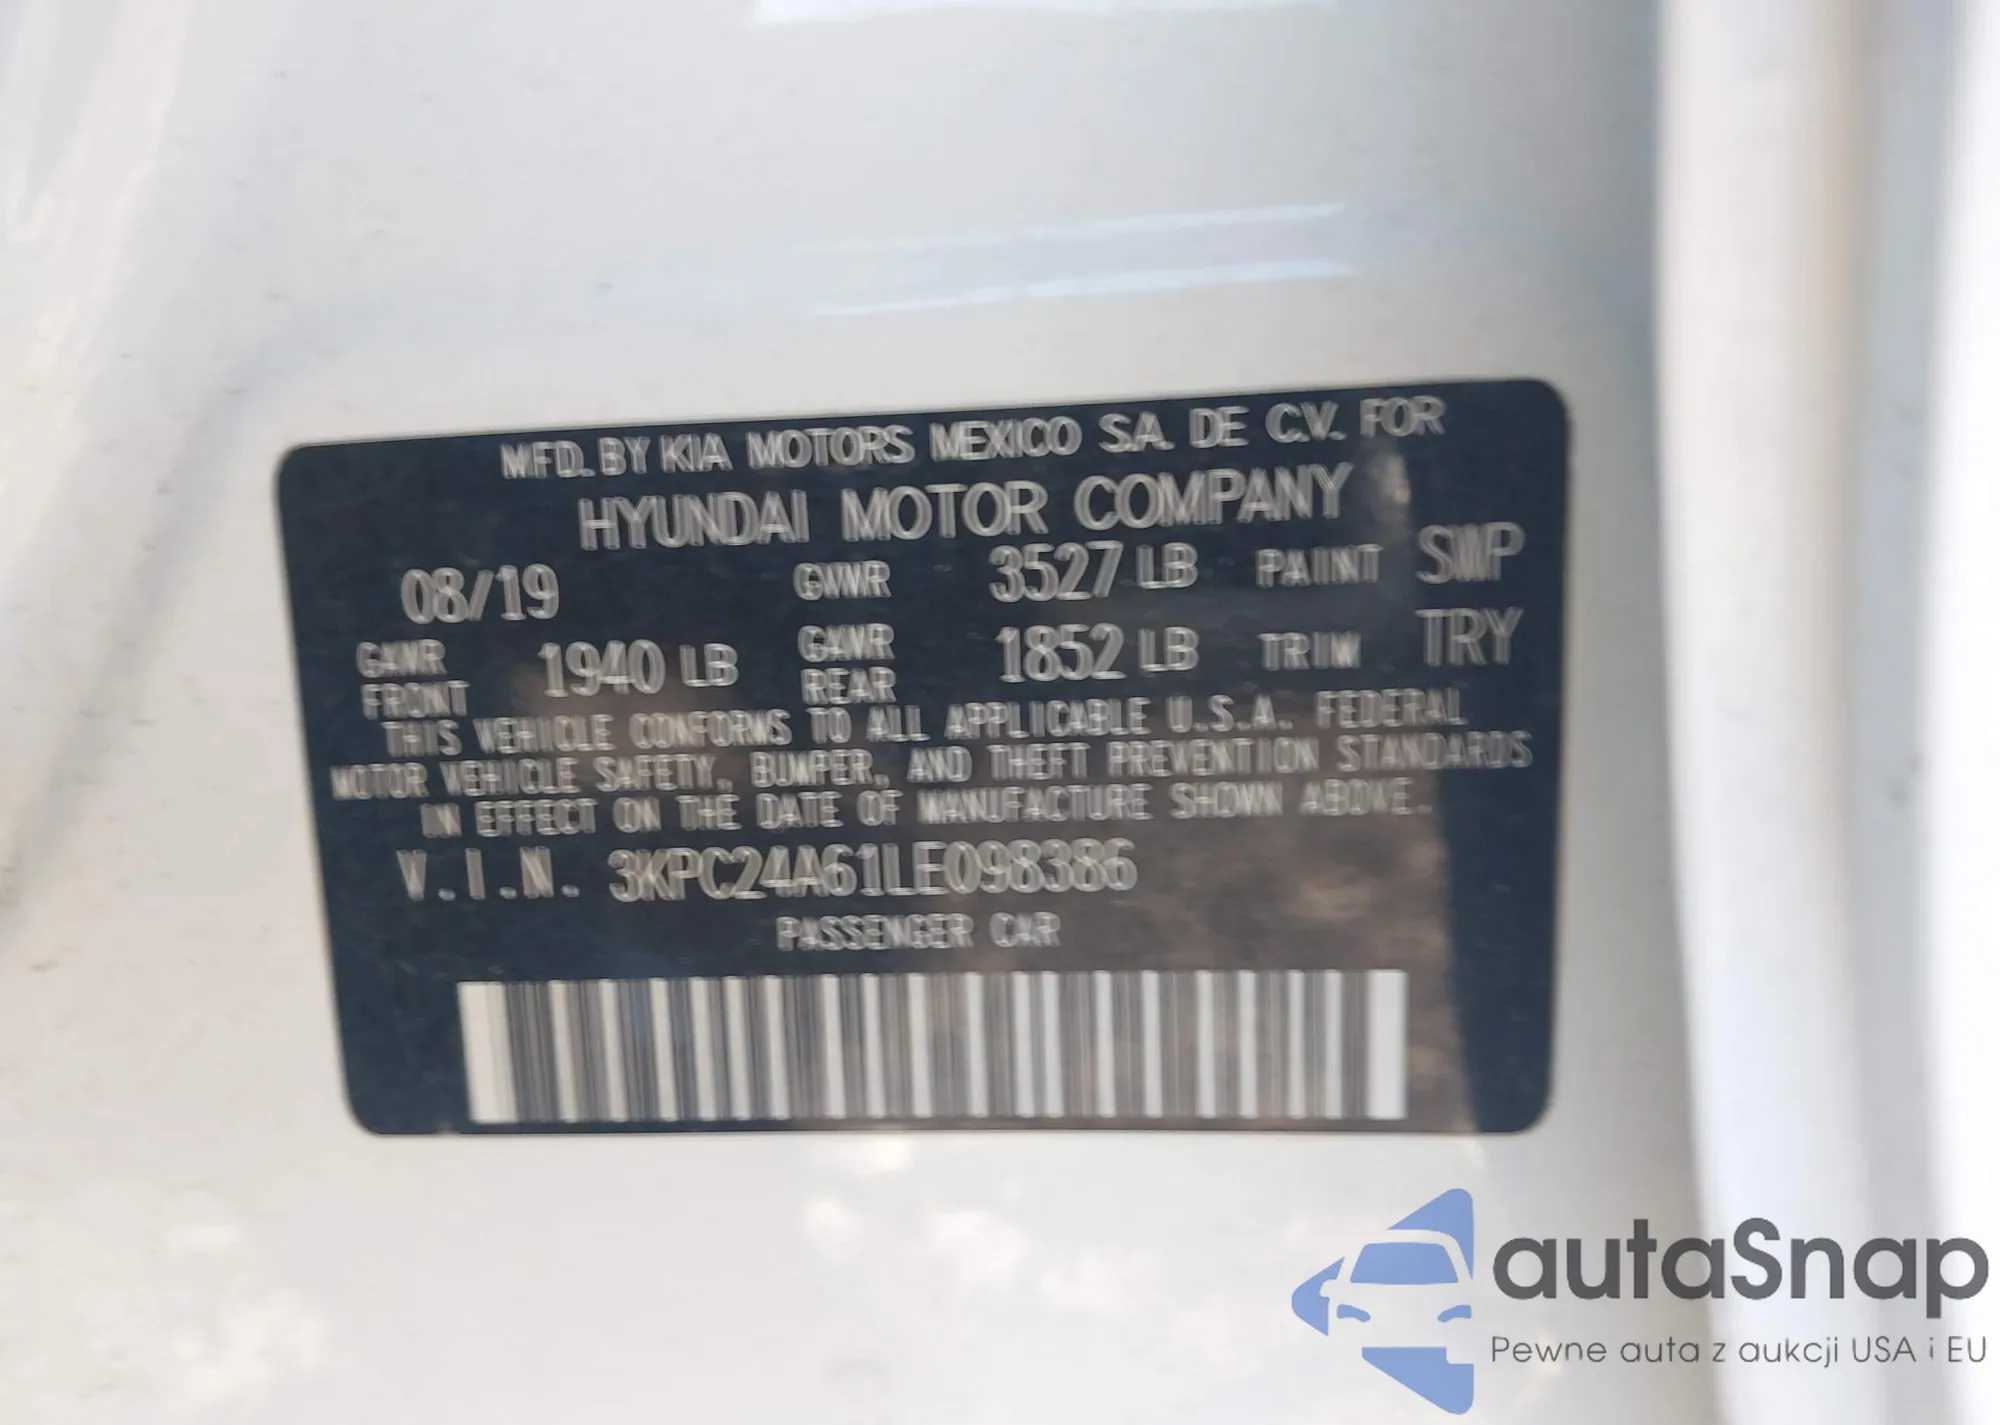 MFD. BY KIA MOTORS MEXICO S.A. DE C.V. FOR
HYUNDAI MOTOR COMPANY
08/19 GVWR 3527 LB PAINT SWP
GAWR FRONT 1940 LB GAWR REAR 1852 LB TRIM TRY
THIS VEHICLE CONFORMS TO ALL APPLICABLE U.S.A. FEDERAL
MOTOR VEHICLE SAFETY, BUMPER, AND THEFT PREVENTION STANDARDS
IN EFFECT ON THE DATE OF MANUFACTURE SHOWN ABOVE.
V.I.N. 3KPC24A61LE098386
PASSENGER CAR
autaSnap
Pewne auta z aukcji USA i EU